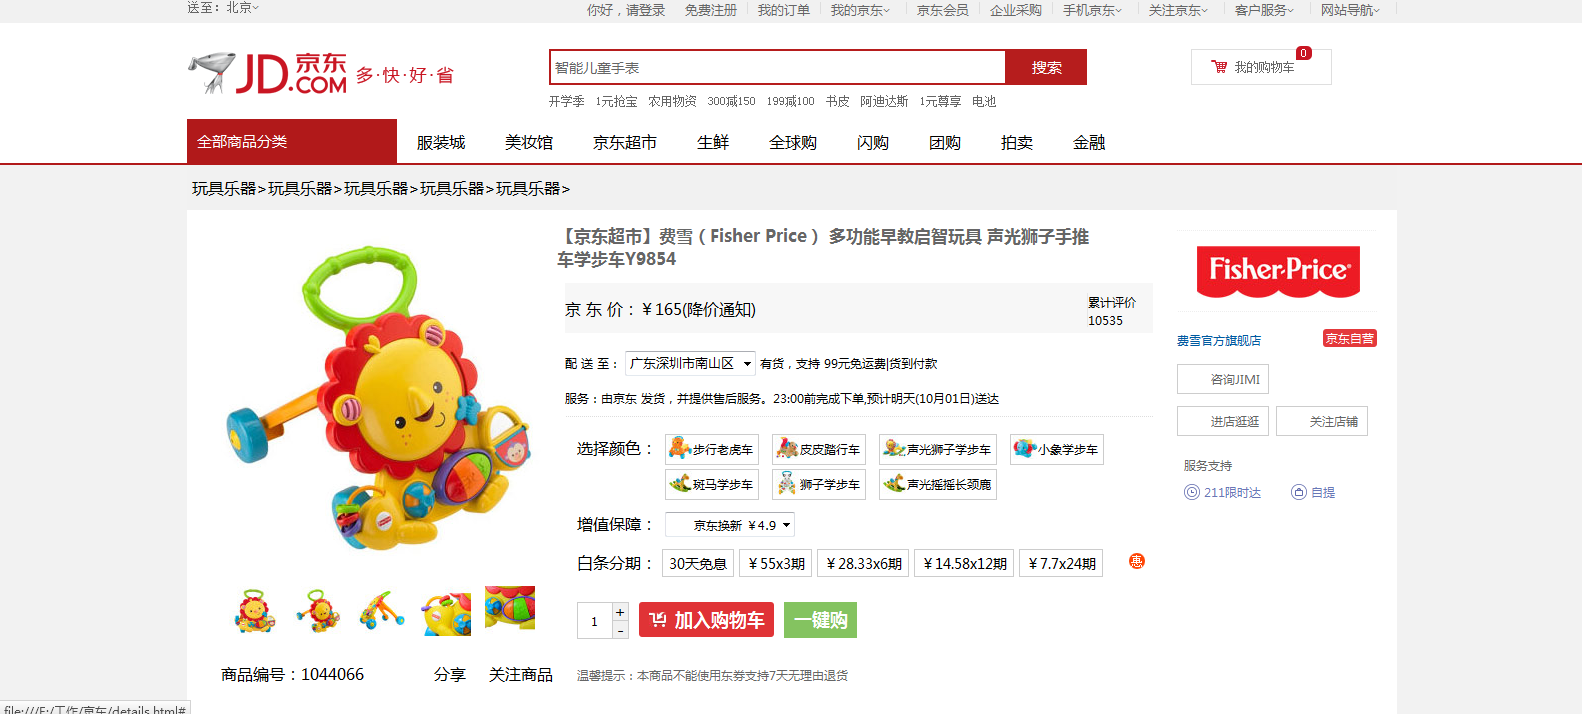 送至：北京
你好，请登录 免费注册 我的订单 我的京东 京东会员 企业采购 手机京东 关注京东 客户服务 网站导航
JD.COM 京东 多·快·好·省
智能儿童手表 搜索
0
我的购物车
开学季 1元抢宝 农用物资 300减150 199减100 书皮 阿迪达斯 1元尊享 电池
全部商品分类 服装城 美妆馆 京东超市 生鲜 全球购 闪购 团购 拍卖 金融
玩具乐器>玩具乐器>玩具乐器>玩具乐器>玩具乐器>
【京东超市】费雪（Fisher Price） 多功能早教启智玩具 声光狮子手推
车学步车Y9854
京 东 价：￥165(降价通知)
累计评价
10535
配 送 至： 广东深圳市南山区 有货，支持 99元免运费|货到付款
服务：由京东 发货，并提供售后服务。23:00前完成下单,预计明天(10月01日)送达
选择颜色： 步行老虎车 皮皮踏行车 声光狮子学步车 小象学步车
斑马学步车 狮子学步车 声光摇摇长颈鹿
增值保障： 京东换新 ￥4.9
白条分期： 30天免息 ￥55x3期 ￥28.33x6期 ￥14.58x12期 ￥7.7x24期 惠
1 + - 加入购物车 一键购
商品编号：1044066 分享 关注商品
温馨提示：本商品不能使用东券支持7天无理由退货
Fisher-Price
费雪官方旗舰店 京东自营
咨询JIMI
进店逛逛 关注店铺
服务支持
211限时达 自提
file:///E:/工作/京东/details.html#